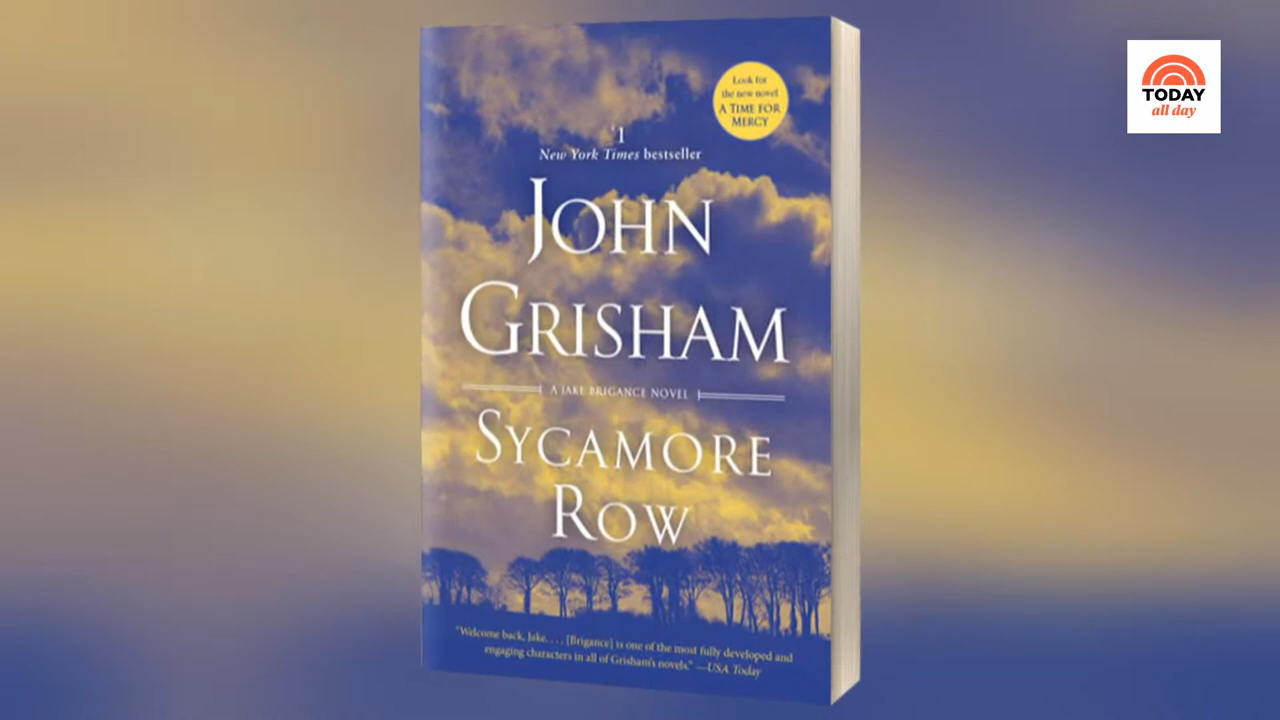 Look for
the new novel
A TIME FOR
MERCY
#1
New York Times bestseller
JOHN
GRISHAM
A JAKE BRIGANCE NOVEL
SYCAMORE
ROW
"Welcome back, Jake. . . . [Brigance] is one of the most fully developed and
engaging characters in all of Grisham's novels." —USA Today
TODAY
all day